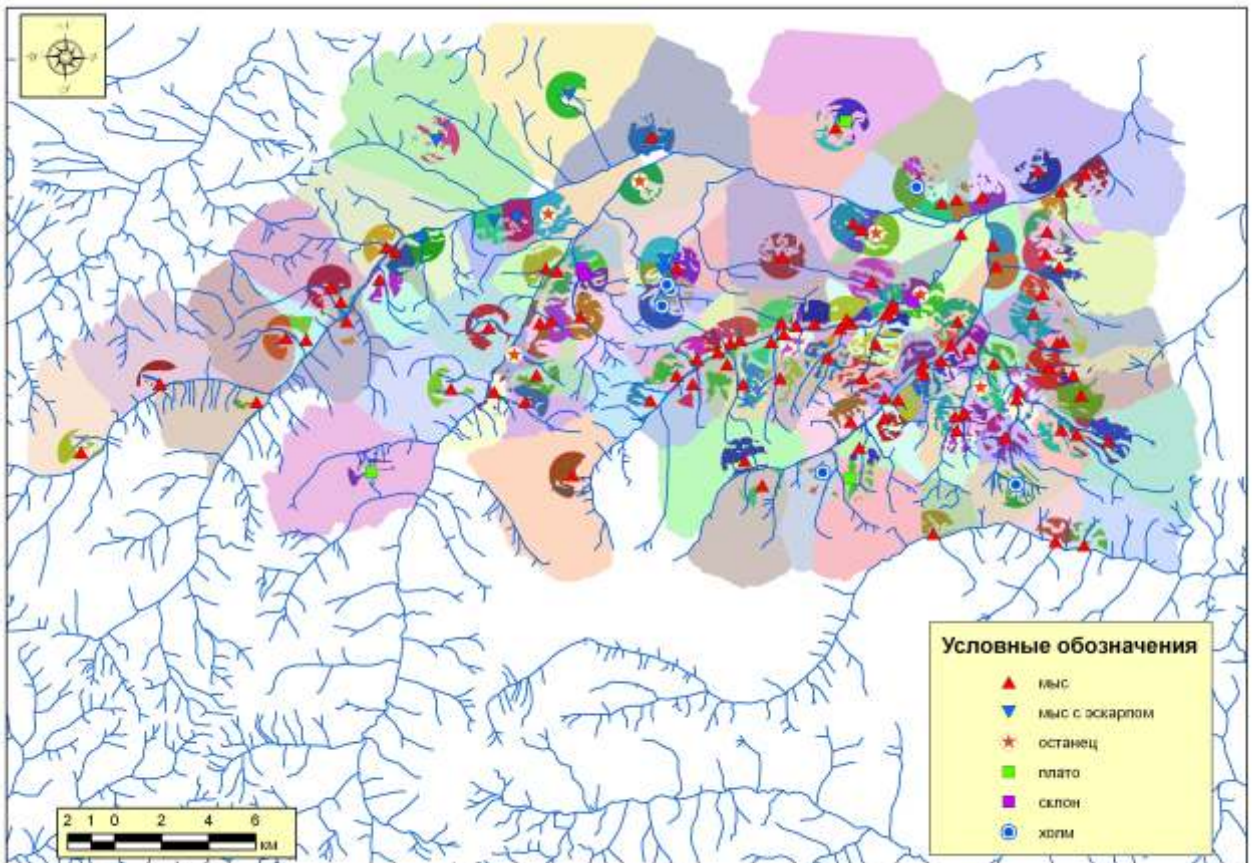 Условные обозначения
мыс
мыс с эскарпом
останец
плато
склон
холм
2 1 0 2 4 6
км